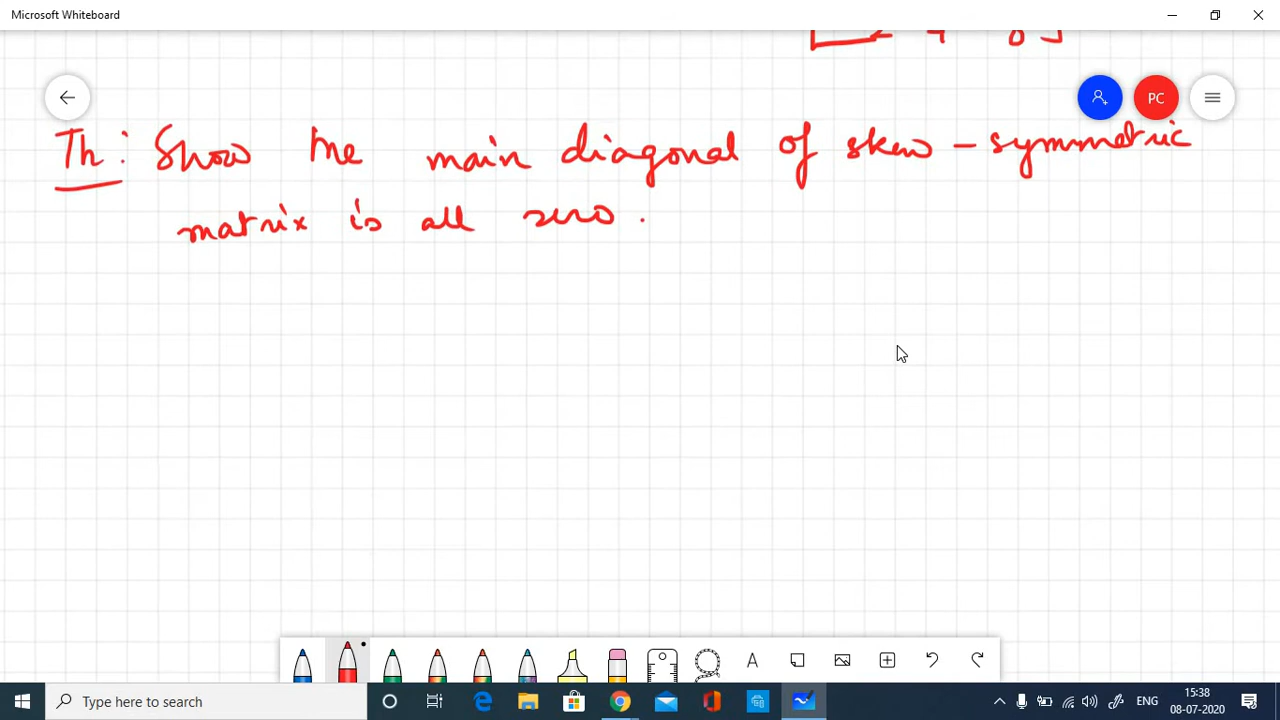 Microsoft Whiteboard
PC
Th: Show the main diagonal of skew - symmetric
matrix is all zero.
Type here to search
ENG
15:38
08-07-2020